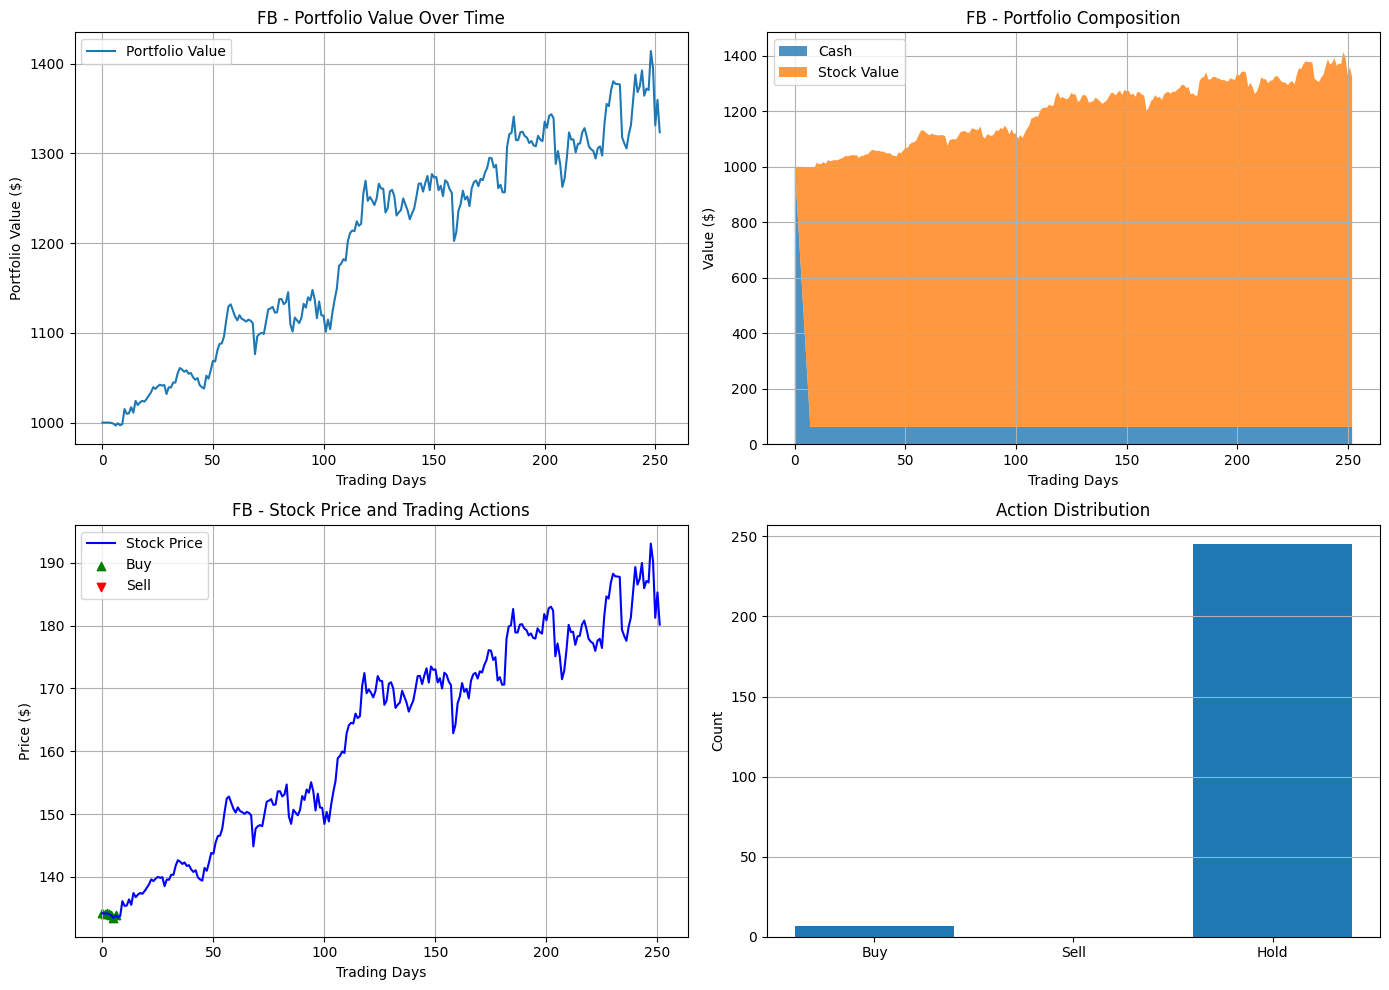 FB - Portfolio Value Over Time
Portfolio Value
Portfolio Value ($)
1400
1300
1200
1100
1000
0 50 100 150 200 250
Trading Days
FB - Portfolio Composition
Cash
Stock Value
Value ($)
1400
1200
1000
800
600
400
200
0
0 50 100 150 200 250
Trading Days
FB - Stock Price and Trading Actions
Stock Price
Buy
Sell
Price ($)
190
180
170
160
150
140
0 50 100 150 200 250
Trading Days
Action Distribution
Count
250
200
150
100
50
0
Buy Sell Hold